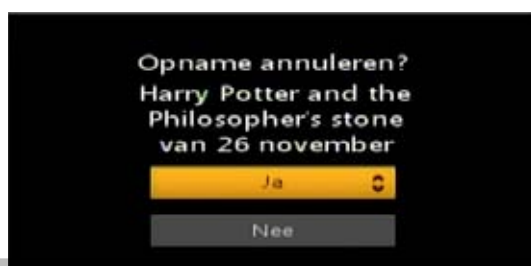 Opname annuleren?
Harry Potter and the
Philosopher's stone
van 26 november
Ja
Nee